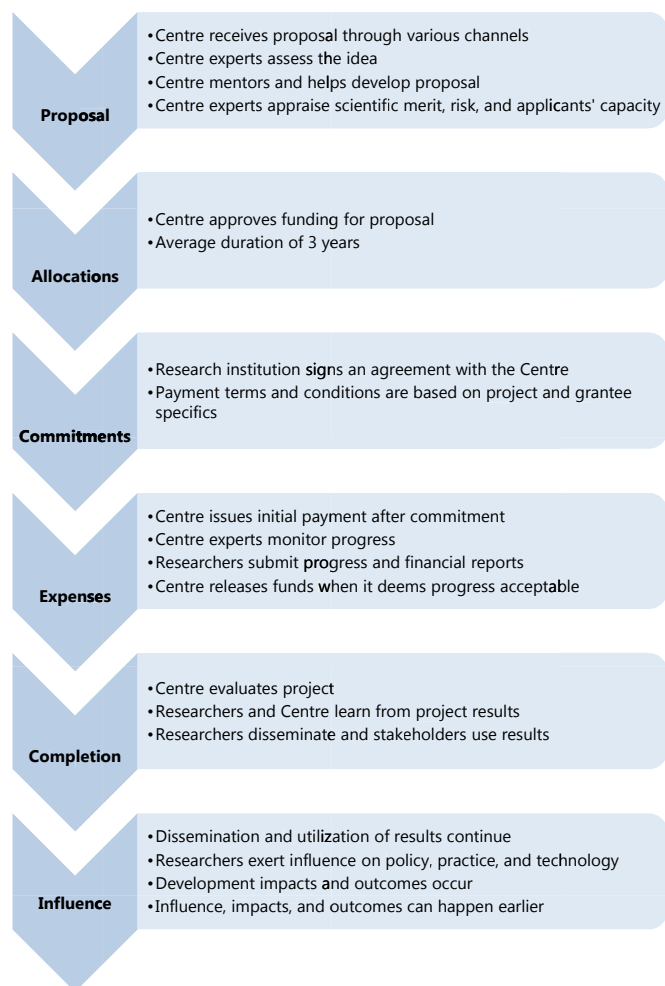 Proposal
•Centre receives proposal through various channels
•Centre experts assess the idea
•Centre mentors and helps develop proposal
•Centre experts appraise scientific merit, risk, and applicants' capacity
Allocations
•Centre approves funding for proposal
•Average duration of 3 years
Commitments
•Research institution signs an agreement with the Centre
•Payment terms and conditions are based on project and grantee
specifics
Expenses
•Centre issues initial payment after commitment
•Centre experts monitor progress
•Researchers submit progress and financial reports
•Centre releases funds when it deems progress acceptable
Completion
•Centre evaluates project
•Researchers and Centre learn from project results
•Researchers disseminate and stakeholders use results
Influence
•Dissemination and utilization of results continue
•Researchers exert influence on policy, practice, and technology
•Development impacts and outcomes occur
•Influence, impacts, and outcomes can happen earlier